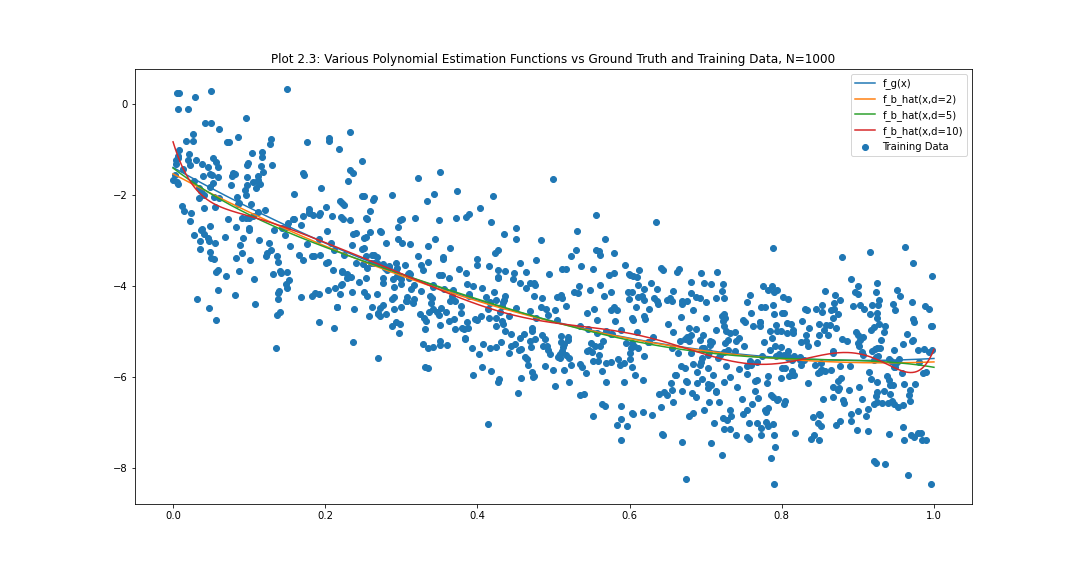 Plot 2.3: Various Polynomial Estimation Functions vs Ground Truth and Training Data, N=1000
f_g(x)
f_b_hat(x,d=2)
f_b_hat(x,d=5)
f_b_hat(x,d=10)
Training Data
0
−2
−4
−6
−8
0.0 0.2 0.4 0.6 0.8 1.0